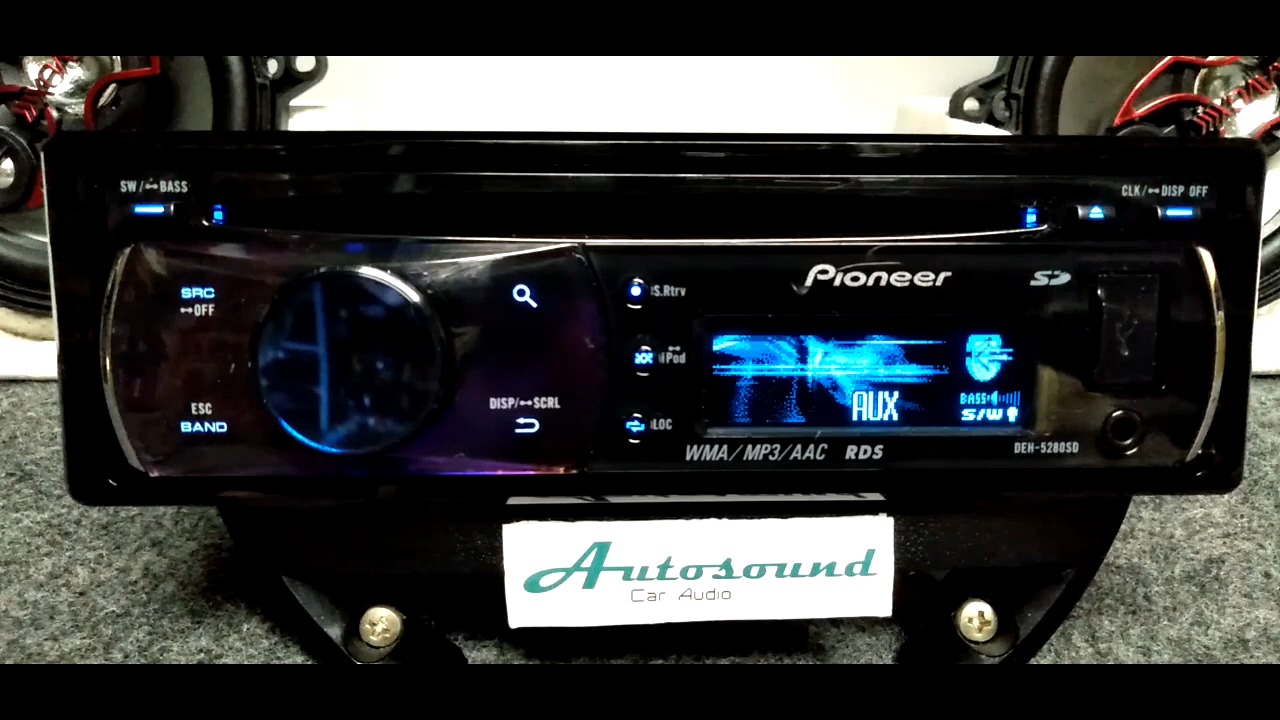 SW/ BASS
CLK/ DISP OFF
SRC
OFF
S.Rtrv
Pioneer
SD
iPod
ESC
BAND
DISP/ SCRL
LOC
AUX
BASS
S/W
WMA/MP3/AAC RDS
DEH-5280SD
Autosound
Car Audio